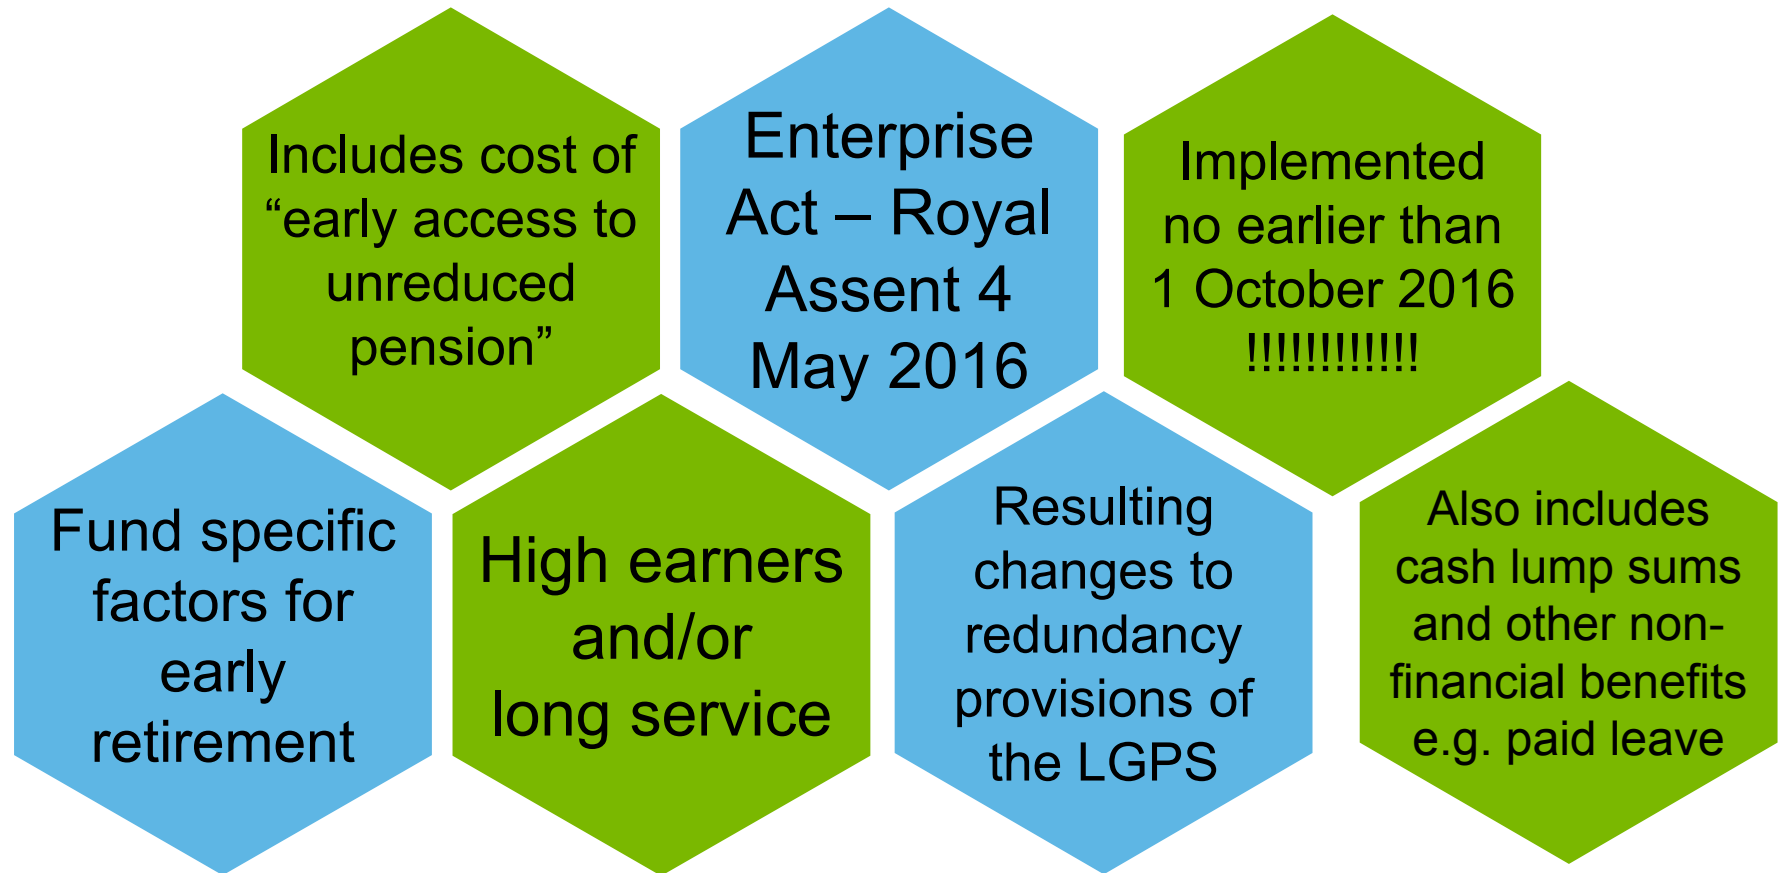 Includes cost of
“early access to
unreduced
pension”
Enterprise
Act – Royal
Assent 4
May 2016
Implemented
no earlier than
1 October 2016
!!!!!!!!!!!!
Fund specific
factors for
early
retirement
High earners
and/or
long service
Resulting
changes to
redundancy
provisions of
the LGPS
Also includes
cash lump sums
and other non-
financial benefits
e.g. paid leave